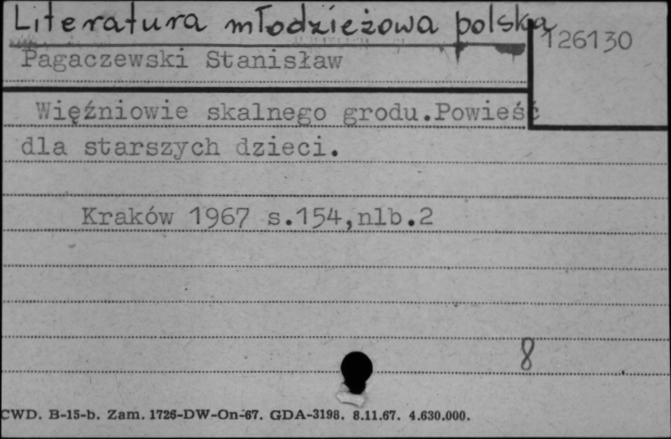 Literatura młodzieżowa polska
126130
Pagaczewski Stanisław
Więźniowie skalnego grodu.Powieść
dla starszych dzieci.
Kraków 1967 s.154,nlb.2
8
CWD. B-15-b. Zam. 1726-DW-On-67. GDA-3198. 8.11.67. 4.630.000.